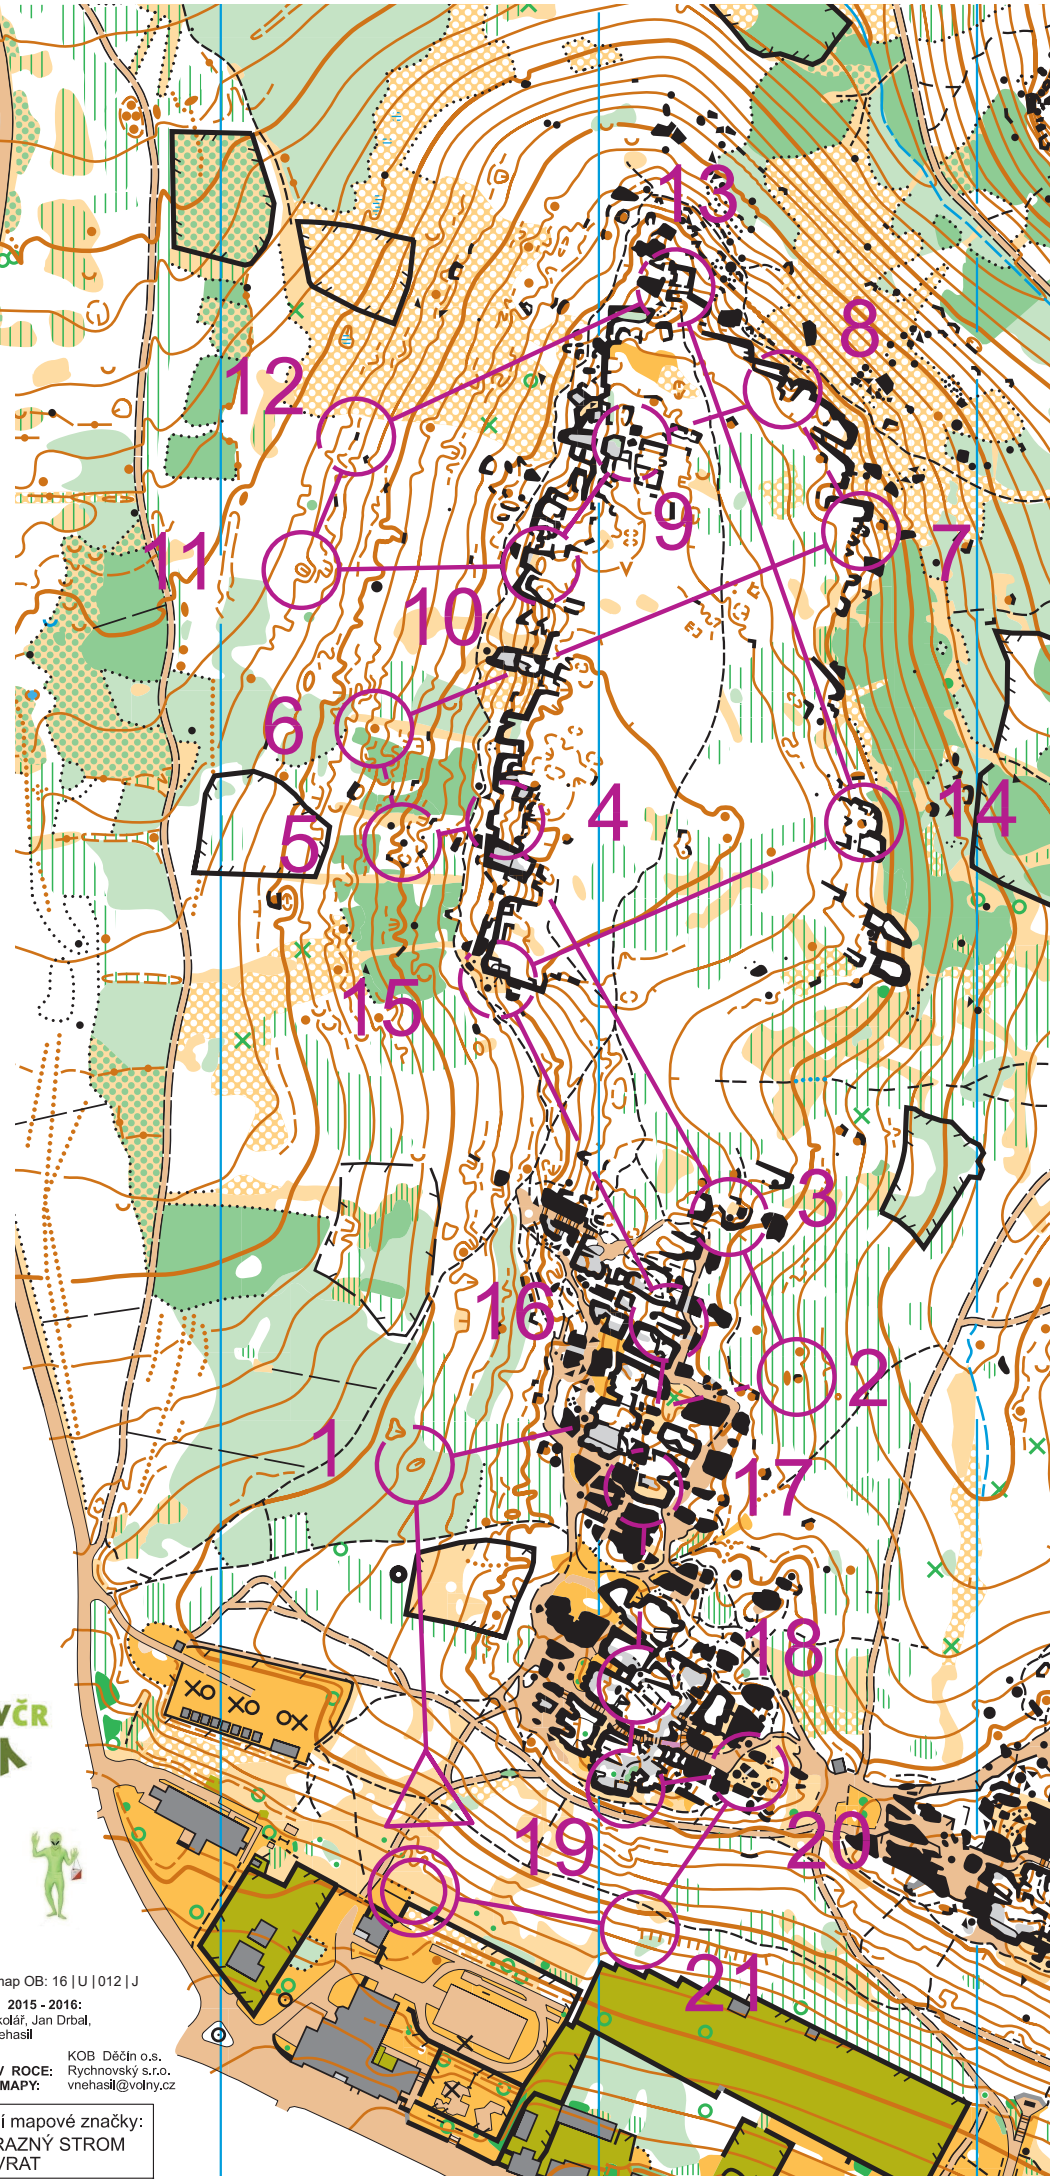 13
8
12
9
7
11
10
6
4
14
5
15
3
16
2
1
17
18
VČR
19
20
map OB: 16 | U | 012 | J
21
2015 - 2016:
kolář, Jan Drbal,
ehasil
KOB Děčín o.s.
V ROCE: Rychnovský s.r.o.
MAPY: vnehasil@volny.cz
í mapové značky:
RAZNÝ STROM
VRAT